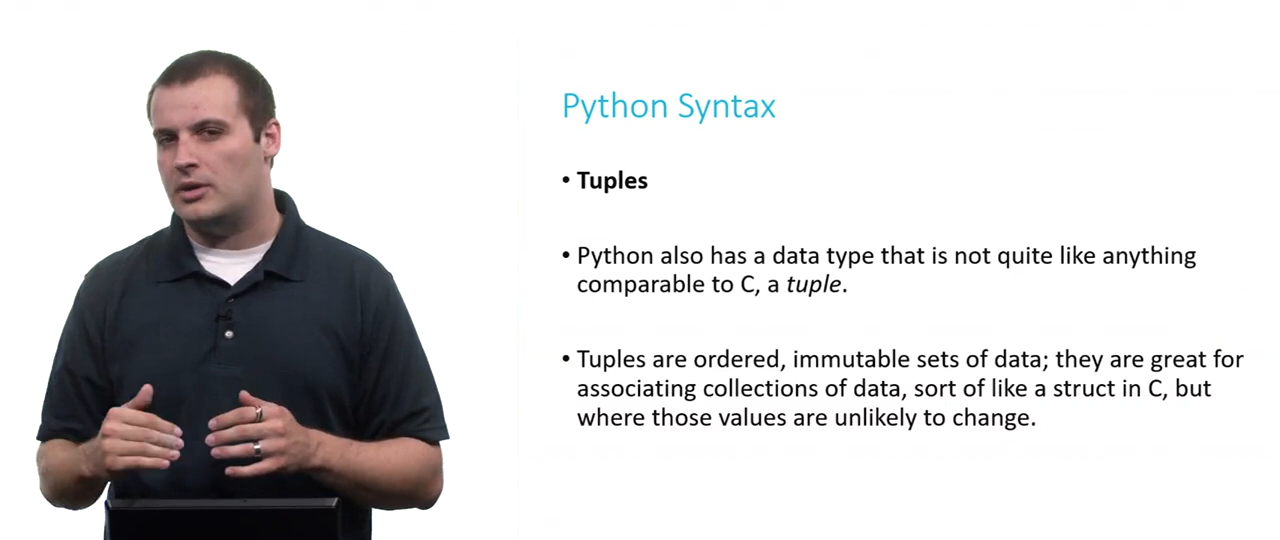 Python Syntax
• Tuples
• Python also has a data type that is not quite like anything
comparable to C, a tuple.
• Tuples are ordered, immutable sets of data; they are great for
associating collections of data, sort of like a struct in C, but
where those values are unlikely to change.